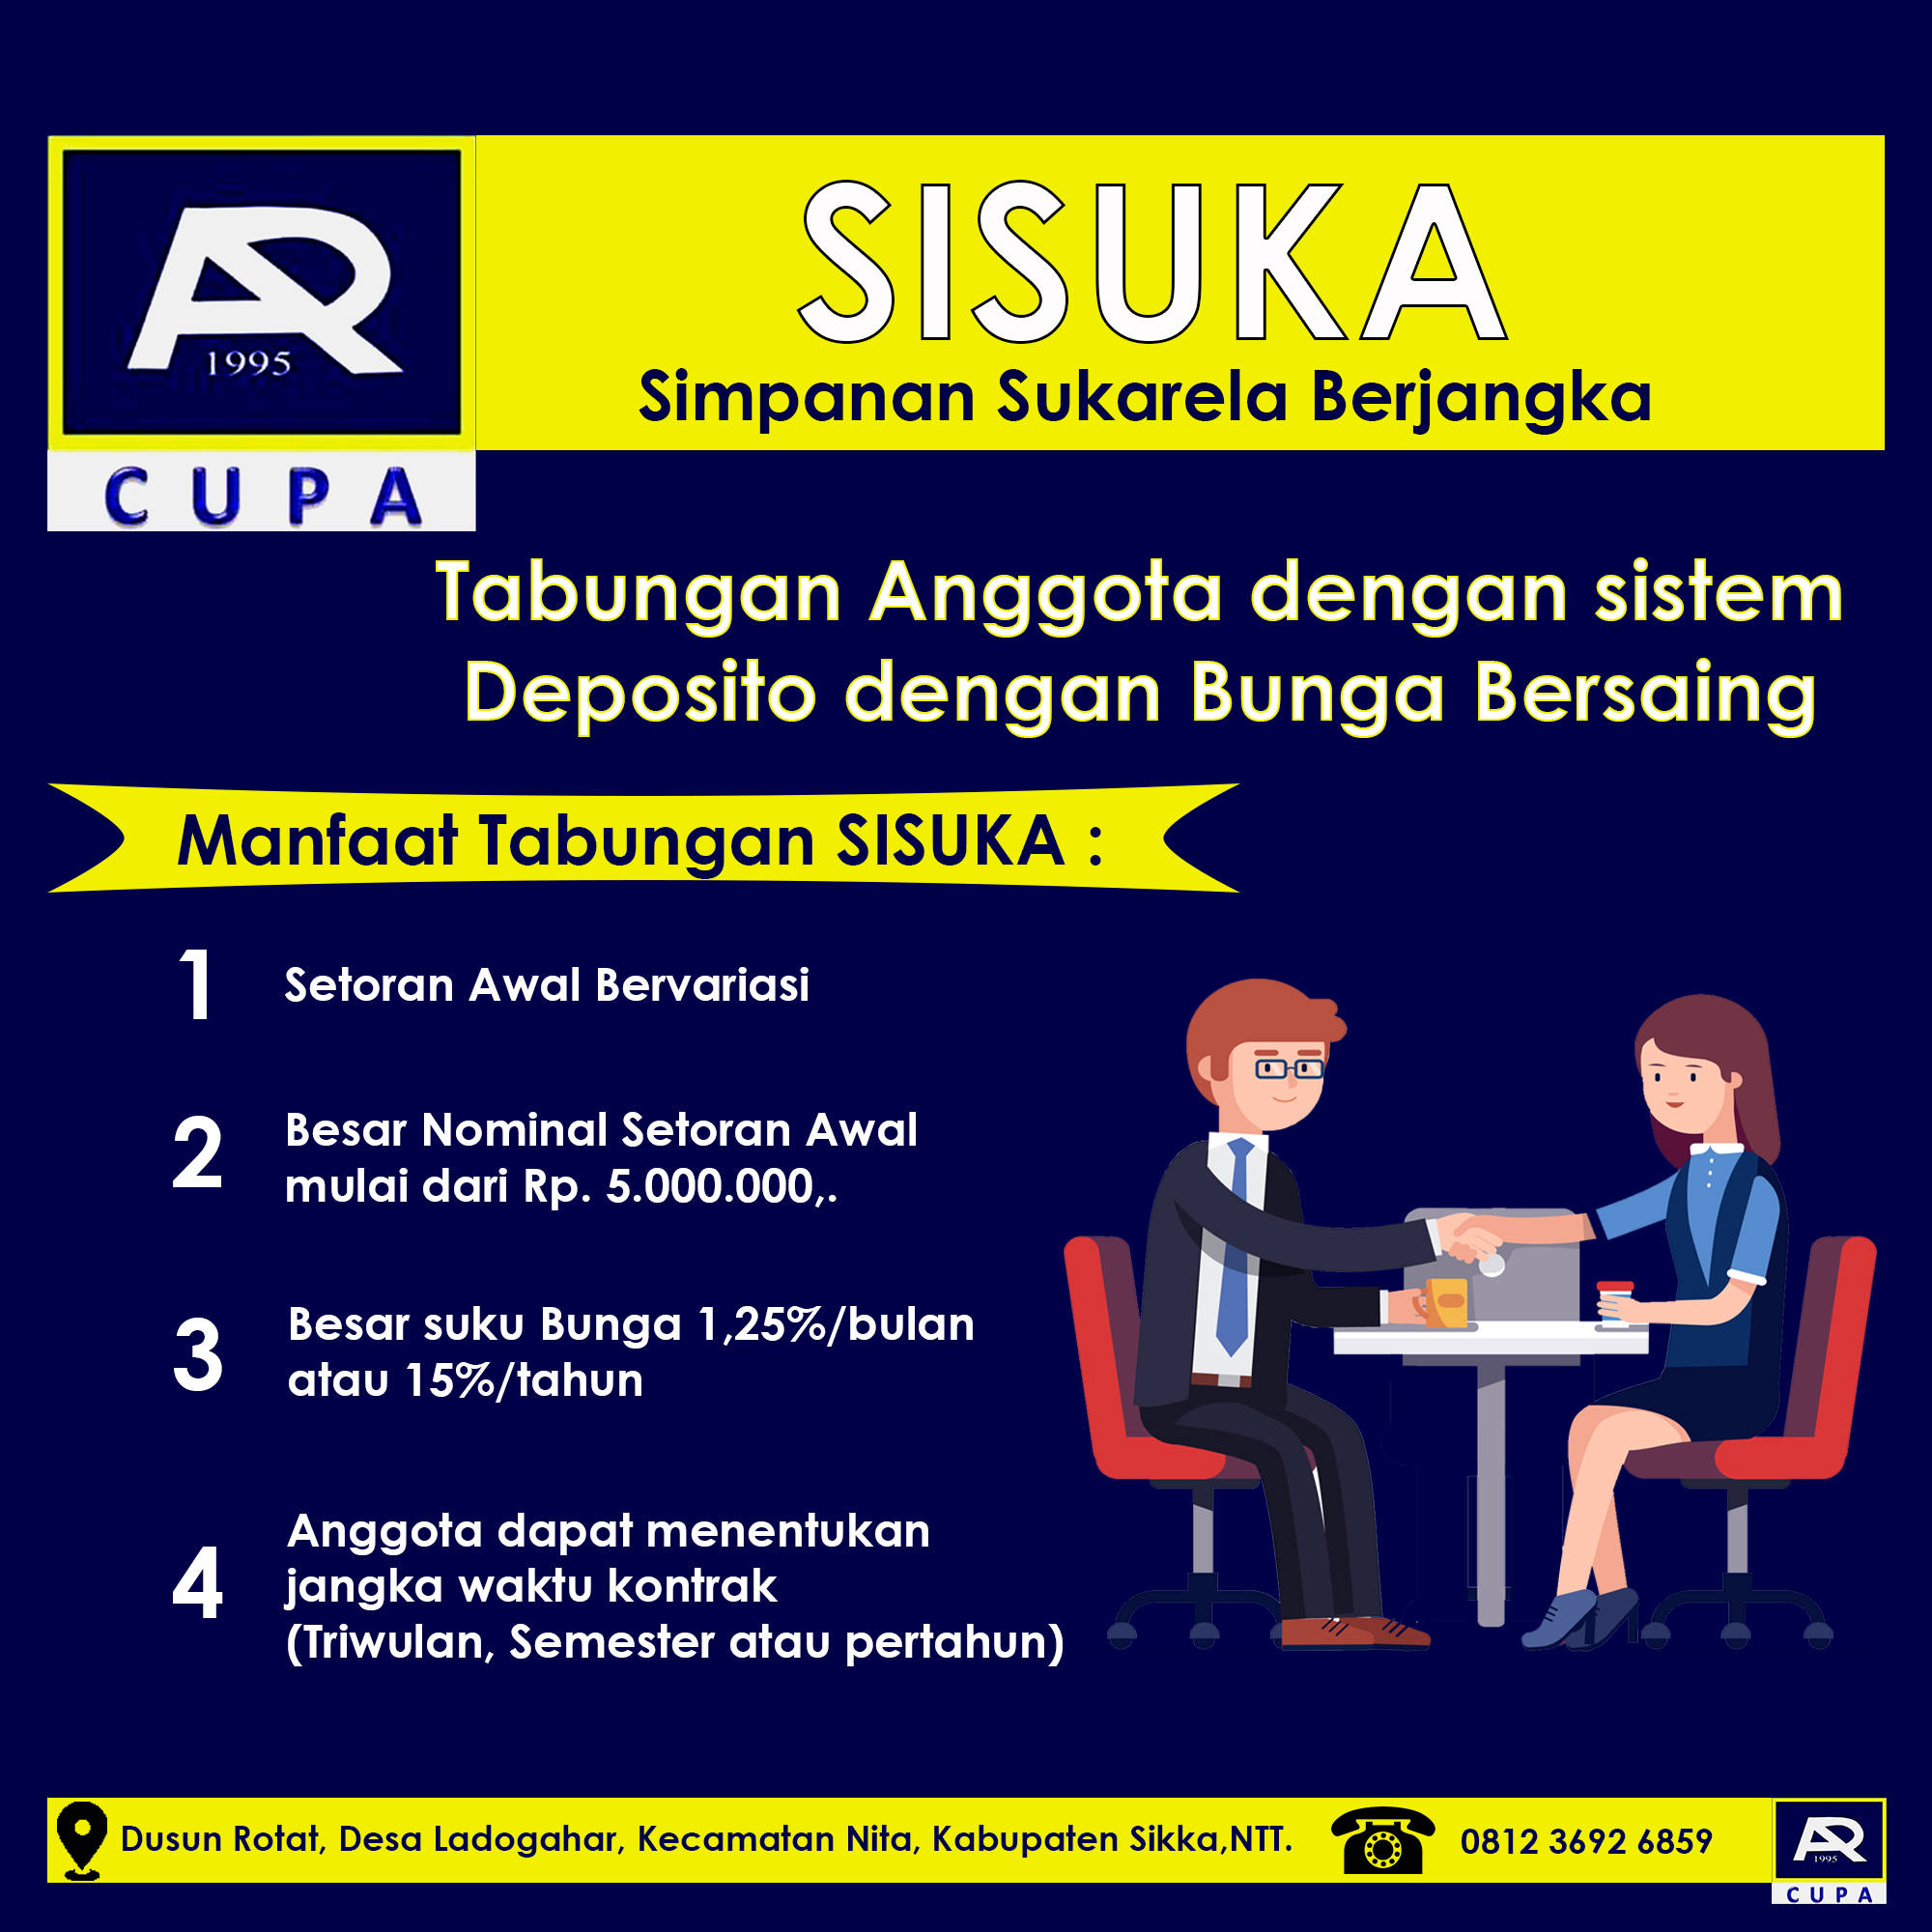 AR
1995
CUPA
SISUKA
Simpanan Sukarela Berjangka
Tabungan Anggota dengan sistem
Deposito dengan Bunga Bersaing
Manfaat Tabungan SISUKA :
1 Setoran Awal Bervariasi
2 Besar Nominal Setoran Awal
mulai dari Rp. 5.000.000,.
3 Besar suku Bunga 1,25%/bulan
atau 15%/tahun
4 Anggota dapat menentukan
jangka waktu kontrak
(Triwulan, Semester atau pertahun)
Dusun Rotat, Desa Ladogahar, Kecamatan Nita, Kabupaten Sikka,NTT.
0812 3692 6859
AR
1995
CUPA